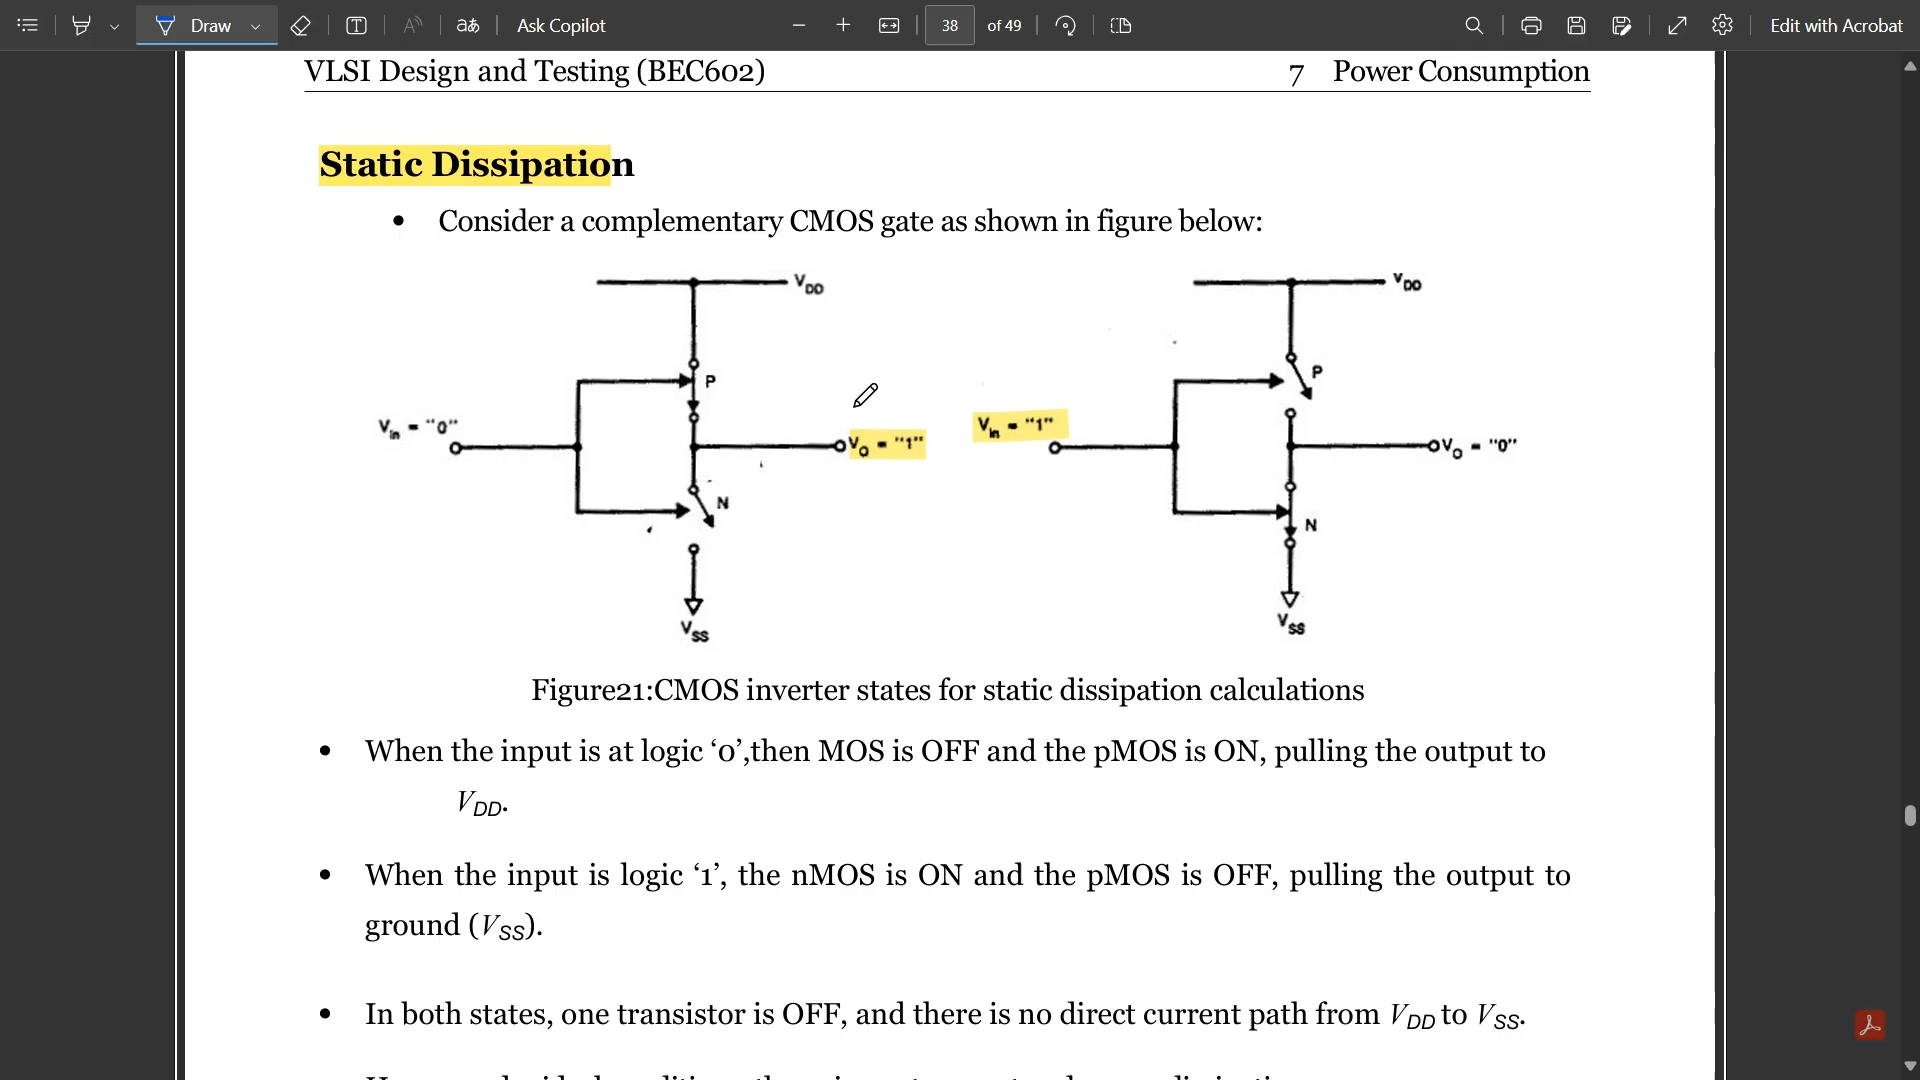 Draw
aあ
Ask Copilot
38 of 49
Edit with Acrobat
VLSI Design and Testing (BEC602) 7 Power Consumption
Static Dissipation
• Consider a complementary CMOS gate as shown in figure below:
VDD
P
Vin = "0"
VO = "1"
N
VSS
VDD
P
Vin = "1"
VO = "0"
N
VSS
Figure21:CMOS inverter states for static dissipation calculations
• When the input is at logic ‘0’,then MOS is OFF and the pMOS is ON, pulling the output to
VDD.
• When the input is logic ‘1’, the nMOS is ON and the pMOS is OFF, pulling the output to
ground (VSS).
• In both states, one transistor is OFF, and there is no direct current path from VDD to VSS.